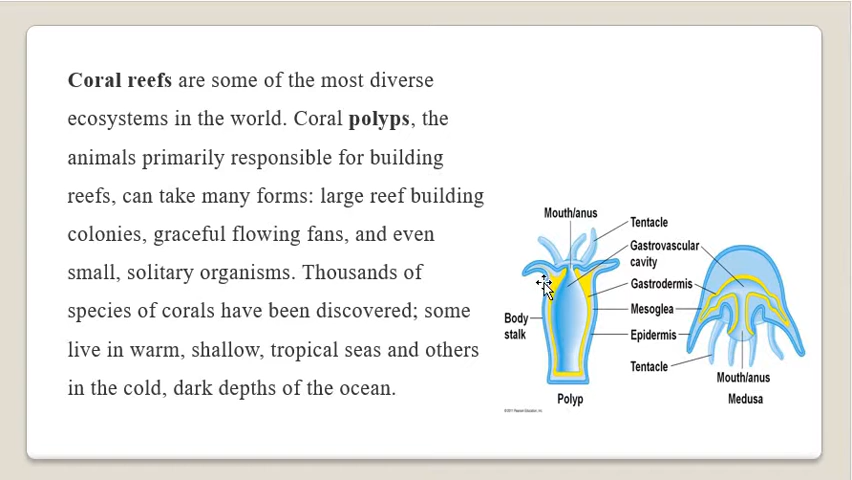 Coral reefs are some of the most diverse
ecosystems in the world. Coral polyps, the
animals primarily responsible for building
reefs, can take many forms: large reef building
colonies, graceful flowing fans, and even
small, solitary organisms. Thousands of
species of corals have been discovered; some
live in warm, shallow, tropical seas and others
in the cold, dark depths of the ocean.
Mouth/anus
Tentacle
Gastrovascular
cavity
Gastrodermis
Mesoglea
Body
stalk
Epidermis
Tentacle
Mouth/anus
Polyp
Medusa